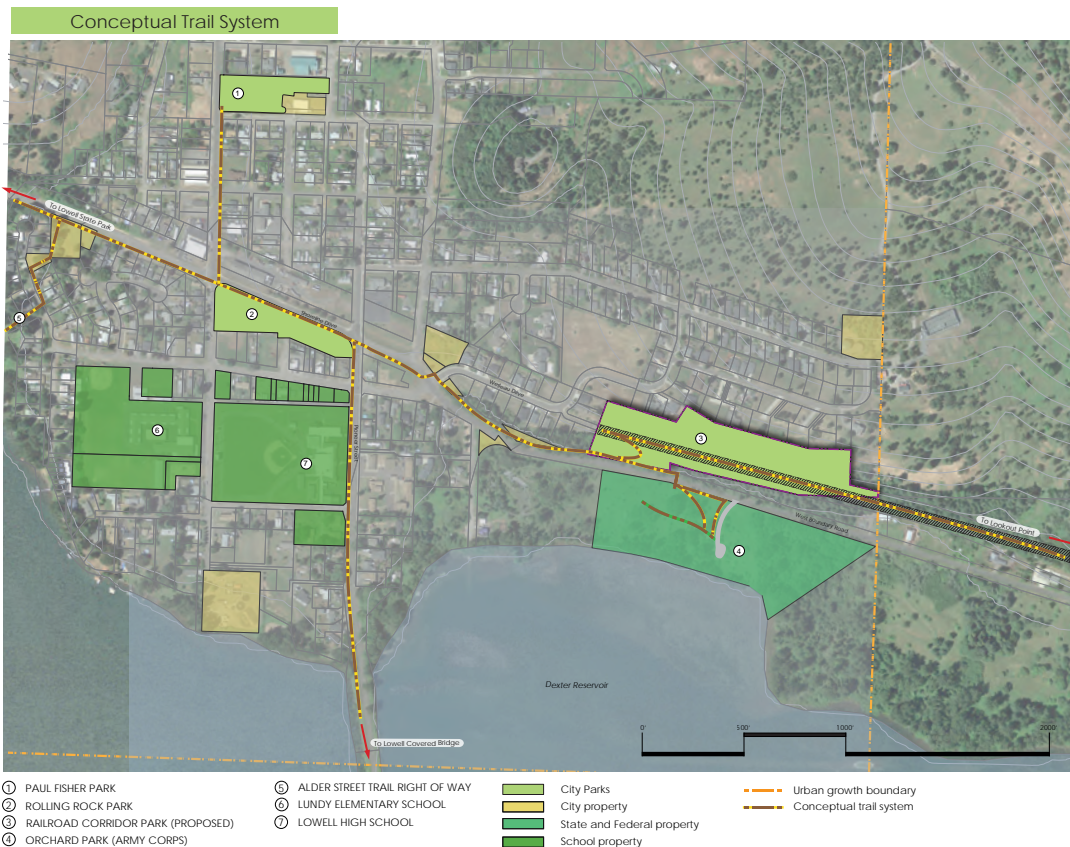 Conceptual Trail System
1
To Lowell State Park
5
2
3
6
7
West Boundary Road
To Lookout Point
4
Dexter Reservoir
0'
500'
1000'
2000'
To Lowell Covered Bridge
1 PAUL FISHER PARK
2 ROLLING ROCK PARK
3 RAILROAD CORRIDOR PARK (PROPOSED)
4 ORCHARD PARK (ARMY CORPS)
5 ALDER STREET TRAIL RIGHT OF WAY
6 LUNDY ELEMENTARY SCHOOL
7 LOWELL HIGH SCHOOL
City Parks
City property
State and Federal property
School property
Urban growth boundary
Conceptual trail system